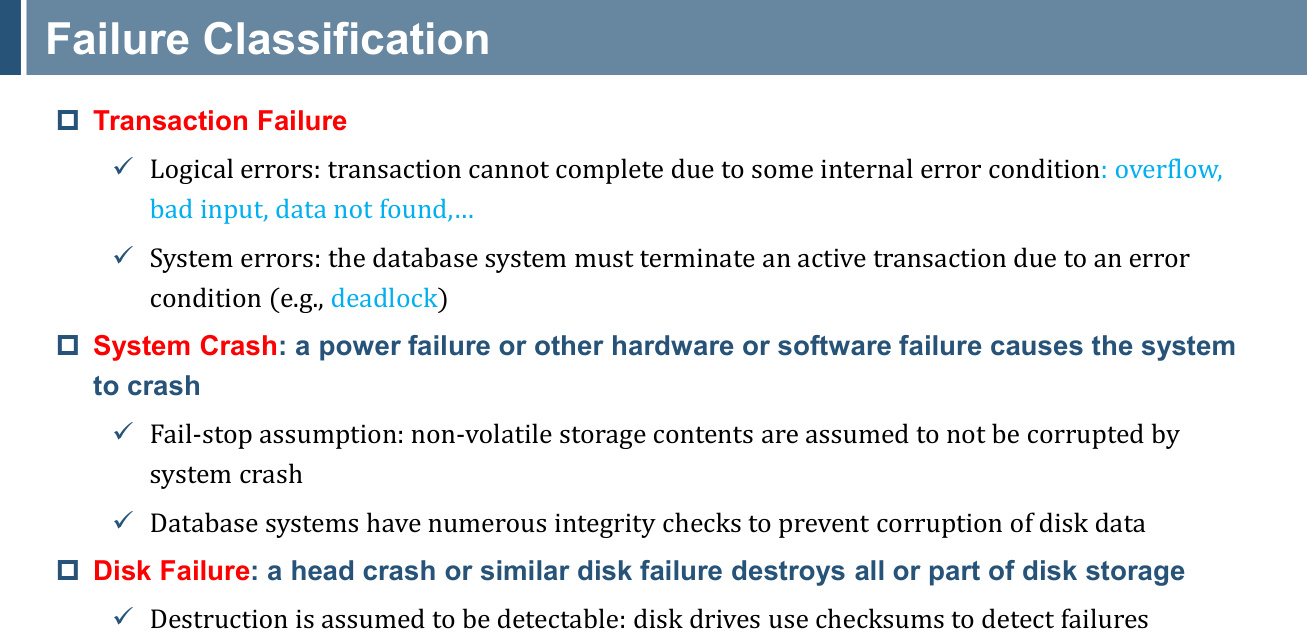 Failure Classification
Transaction Failure
Logical errors: transaction cannot complete due to some internal error condition: overflow,
bad input, data not found,...
System errors: the database system must terminate an active transaction due to an error
condition (e.g., deadlock)
System Crash: a power failure or other hardware or software failure causes the system
to crash
Fail-stop assumption: non-volatile storage contents are assumed to not be corrupted by
system crash
Database systems have numerous integrity checks to prevent corruption of disk data
Disk Failure: a head crash or similar disk failure destroys all or part of disk storage
Destruction is assumed to be detectable: disk drives use checksums to detect failures